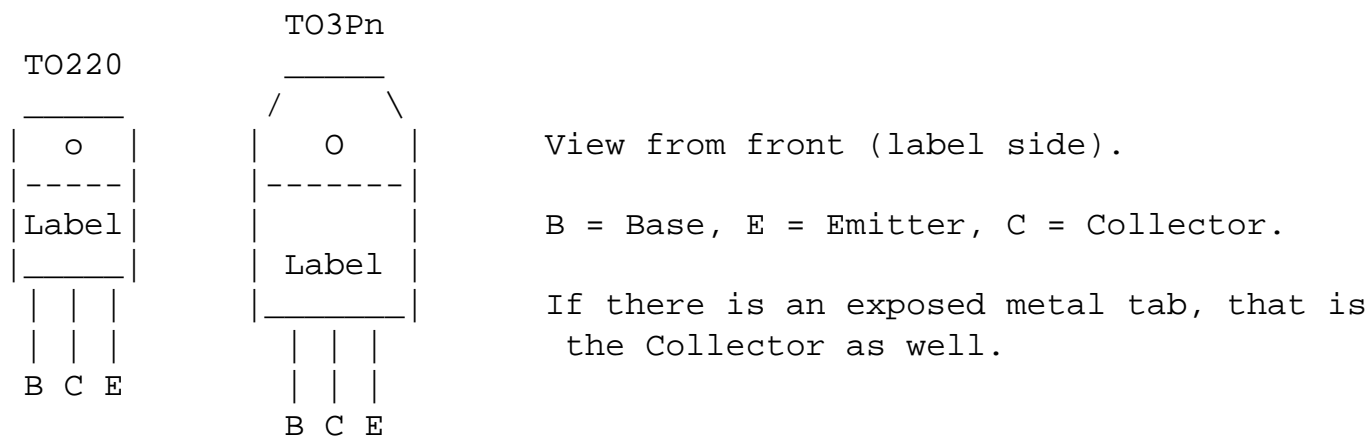 TO3Pn
TO220
o
O
View from front (label side).
Label
B = Base, E = Emitter, C = Collector.
Label
If there is an exposed metal tab, that is
the Collector as well.
B C E
B C E